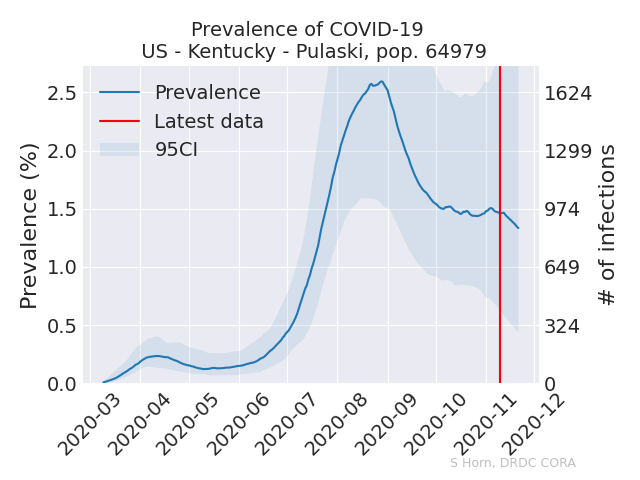 Prevalence of COVID-19
US - Kentucky - Pulaski, pop. 64979
Prevalence
Latest data
95CI
Prevalence (%)
2.5
2.0
1.5
1.0
0.5
0.0
1624
1299
974
649
324
0
# of infections
2020-03
2020-04
2020-05
2020-06
2020-07
2020-08
2020-09
2020-10
2020-11
2020-12
S Horn, DRDC CORA